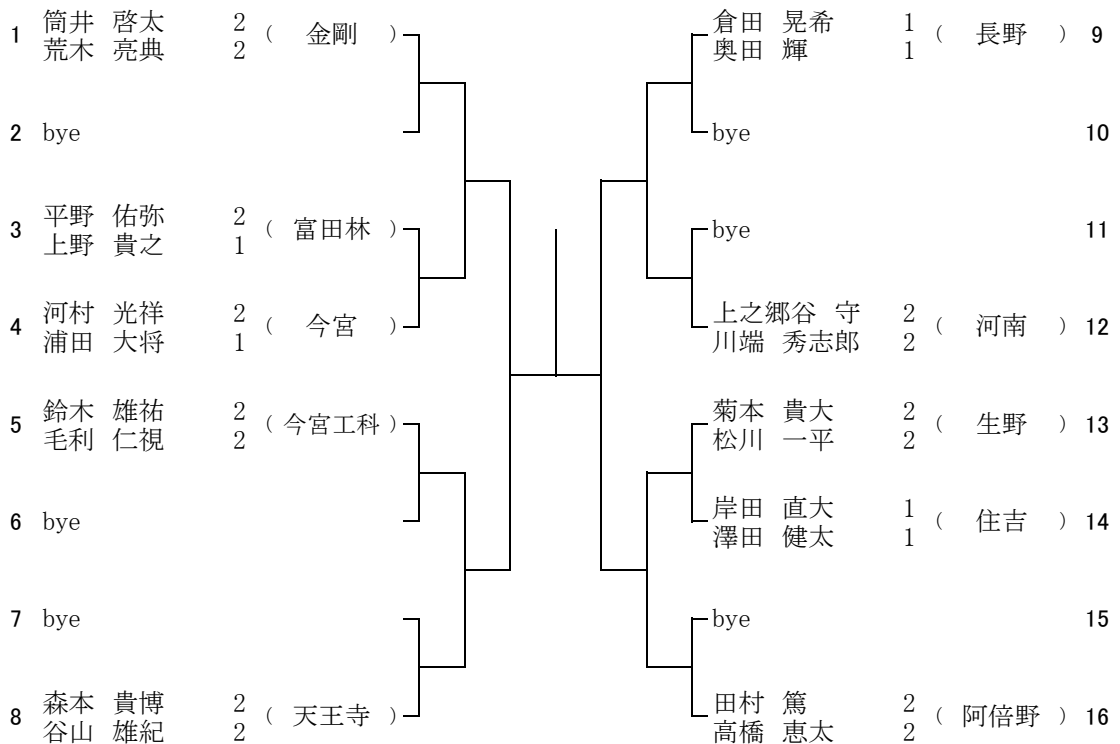 1 筒井 啓太 2 ( 金剛 )
荒木 亮典 2
2 bye
3 平野 佑弥 2 ( 富田林 )
上野 貴之 1
4 河村 光祥 2 ( 今宮 )
浦田 大将 1
5 鈴木 雄祐 2 ( 今宮工科 )
毛利 仁視 2
6 bye
7 bye
8 森本 貴博 2 ( 天王寺 )
谷山 雄紀 2
倉田 晃希 1 ( 長野 ) 9
奥田 輝 1
bye 10
bye 11
上之郷谷 守 2 ( 河南 ) 12
川端 秀志郎 2
菊本 貴大 2 ( 生野 ) 13
松川 一平 2
岸田 直大 1 ( 住吉 ) 14
澤田 健太 1
bye 15
田村 篤 2 ( 阿倍野 ) 16
高橋 恵太 2